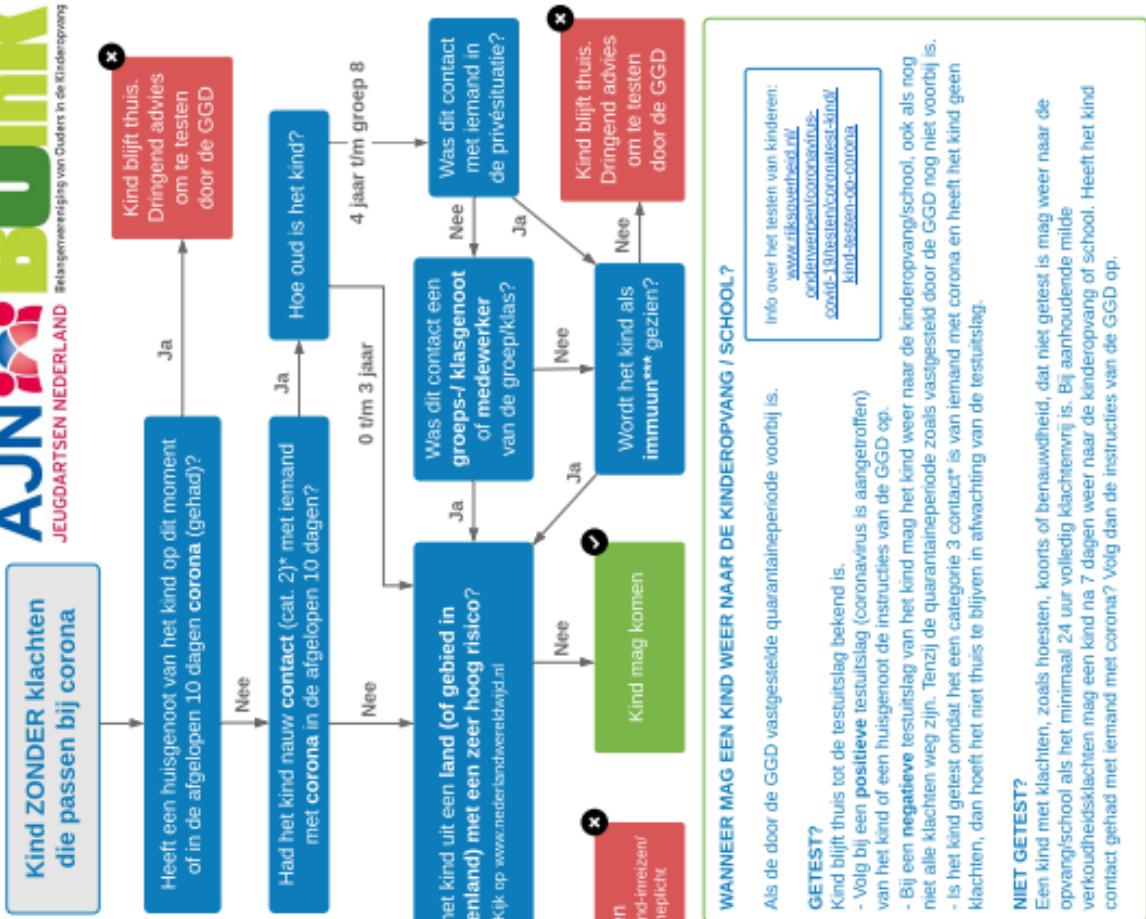 AJN
JEUGDARTSEN NEDERLAND
BOinK
Belangenvereniging van Ouders in de Kinderopvang
Kind ZONDER klachten
die passen bij corona
Heeft een huisgenoot van het kind op dit moment
of in de afgelopen 10 dagen corona (gehad)?
Ja
Kind blijft thuis.
Dringend advies
om te testen
door de GGD
Nee
Had het kind nauw contact (cat. 2)* met iemand
met corona in de afgelopen 10 dagen?
Ja
Hoe oud is het kind?
Nee
0 t/m 3 jaar
4 jaar t/m groep 8
het kind uit een land (of gebied in
enland) met een zeer hoog risico?
Kijk op www.nederlandwereldwijd.nl
Ja
Was dit contact een
groeps-/ klasgenoot
of medewerker
van de groep/klas?
Nee
Was dit contact
met iemand in
de privésituatie?
Ja
Nee
Ja
Wordt het kind als
immuun*** gezien?
Nee
Kind blijft thuis.
Dringend advies
om te testen
door de GGD
Nee
Kind mag komen
nd-inreizen/
neplicht
WANNEER MAG EEN KIND WEER NAAR DE KINDEROPVANG / SCHOOL?
Als de door de GGD vastgestelde quarantaineperiode voorbij is.
Info over het testen van kinderen:
www.rijksoverheid.nl/
onderwerpen/coronavirus-
covid-19/testen/coronatest-kind/
kind-testen-op-corona
GETEST?
Kind blijft thuis tot de testuitslag bekend is.
- Volg bij een positieve testuitslag (coronavirus is aangetroffen)
van het kind of een huisgenoot de instructies van de GGD op.
- Bij een negatieve testuitslag van het kind mag het kind weer naar de kinderopvang/school, ook als nog
niet alle klachten weg zijn. Tenzij de quarantaineperiode zoals vastgesteld door de GGD nog niet voorbij is.
- Is het kind getest omdat het een categorie 3 contact* is van iemand met corona en heeft het kind geen
klachten, dan hoeft het niet thuis te blijven in afwachting van de testuitslag.
NIET GETEST?
Een kind met klachten, zoals hoesten, koorts of benauwdheid, dat niet getest is mag weer naar de
opvang/school als het minimaal 24 uur volledig klachtenvrij is. Bij aanhoudende milde
verkoudheidsklachten mag een kind na 7 dagen weer naar de kinderopvang of school. Heeft het kind
contact gehad met iemand met corona? Volg dan de instructies van de GGD op.